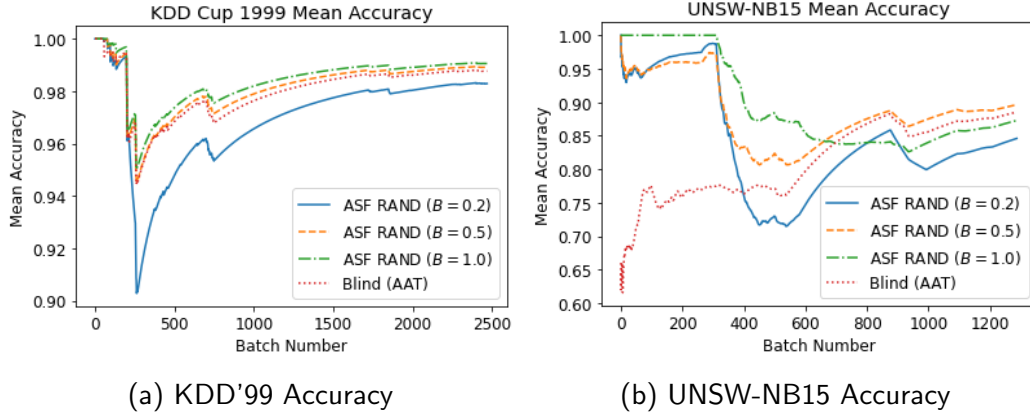 KDD Cup 1999 Mean Accuracy
1.00
0.98
0.96
0.94
0.92
0.90
Mean Accuracy
ASF RAND (B = 0.2)
ASF RAND (B = 0.5)
ASF RAND (B = 1.0)
Blind (AAT)
0 500 1000 1500 2000 2500
Batch Number
(a) KDD'99 Accuracy
UNSW-NB15 Mean Accuracy
1.00
0.95
0.90
0.85
0.80
0.75
0.70
0.65
0.60
Mean Accuracy
ASF RAND (B = 0.2)
ASF RAND (B = 0.5)
ASF RAND (B = 1.0)
Blind (AAT)
0 200 400 600 800 1000 1200
Batch Number
(b) UNSW-NB15 Accuracy